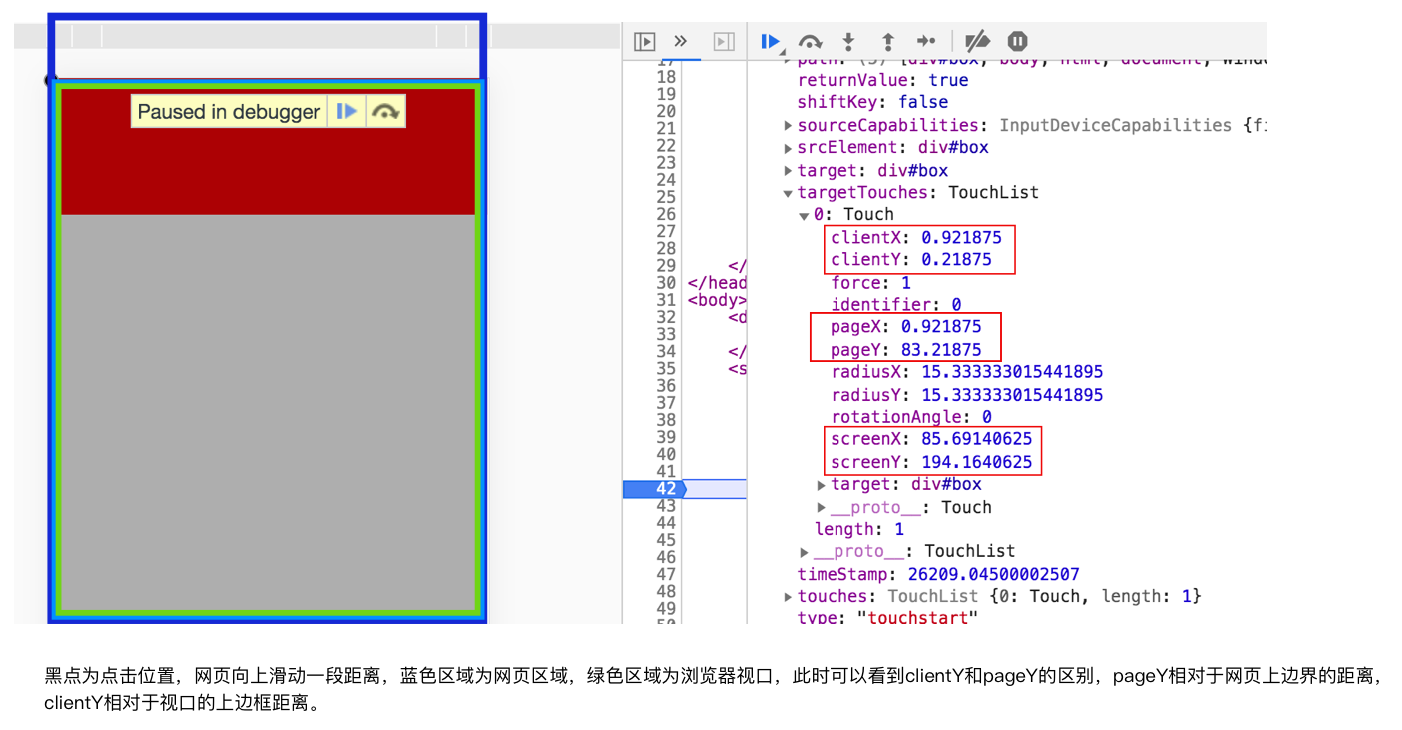 Paused in debugger
17
18
19
20
21
22
23
24
25
26
27
28
29 </
30 </head
31 <body>
32 <d
33
34 </
35 <s
36
37
38
39
40
41
42
43
44
45
46
47
48
49
50
path: (5) [div#box, body, html, document, Windo
returnValue: true
shiftKey: false
sourceCapabilities: InputDeviceCapabilities {fi
srcElement: div#box
target: div#box
targetTouches: TouchList
0: Touch
clientX: 0.921875
clientY: 0.21875
force: 1
identifier: 0
pageX: 0.921875
pageY: 83.21875
radiusX: 15.333333015441895
radiusY: 15.333333015441895
rotationAngle: 0
screenX: 85.69140625
screenY: 194.1640625
target: div#box
__proto__: Touch
length: 1
__proto__: TouchList
timeStamp: 26209.04500002507
touches: TouchList {0: Touch, length: 1}
type: "touchstart"
黑点为点击位置，网页向上滑动一段距离，蓝色区域为网页区域，绿色区域为浏览器视口，此时可以看到clientY和pageY的区别，pageY相对于网页上边界的距离，
clientY相对于视口的上边框距离。